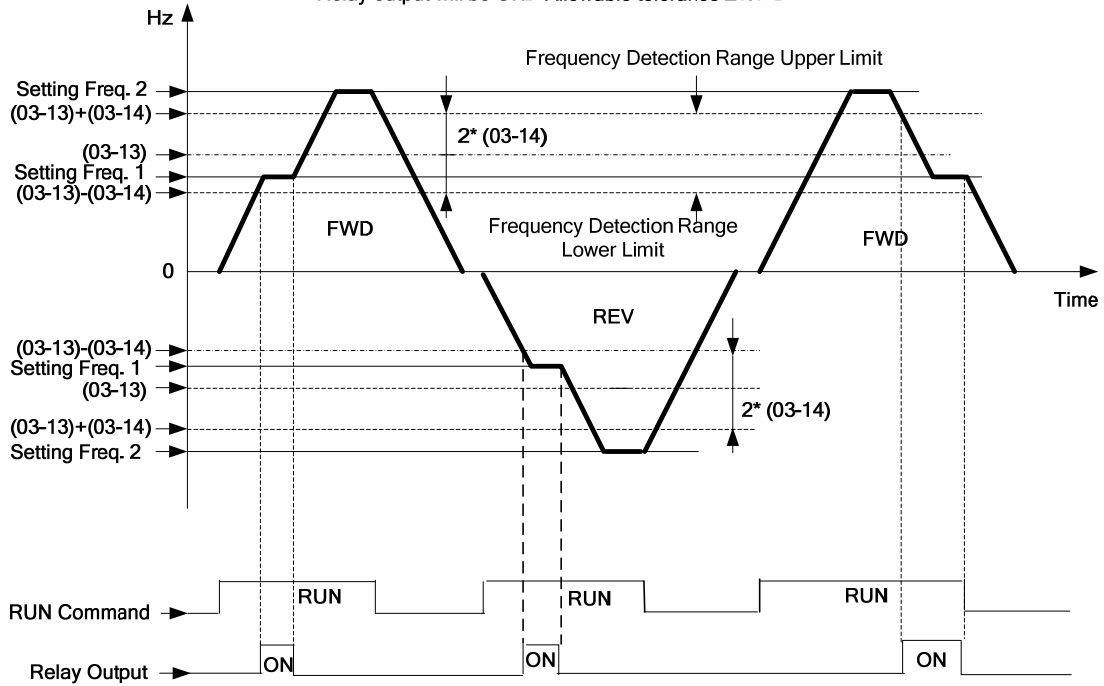 Hz
Frequency Detection Range Upper Limit
Setting Freq. 2
(03-13)+(03-14)
2* (03-14)
(03-13)
Setting Freq. 1
(03-13)-(03-14)
FWD
Frequency Detection Range
Lower Limit
FWD
0
Time
REV
(03-13)-(03-14)
Setting Freq. 1
(03-13)
2* (03-14)
(03-13)+(03-14)
Setting Freq. 2
RUN Command
RUN
RUN
RUN
Relay Output
ON
ON
ON